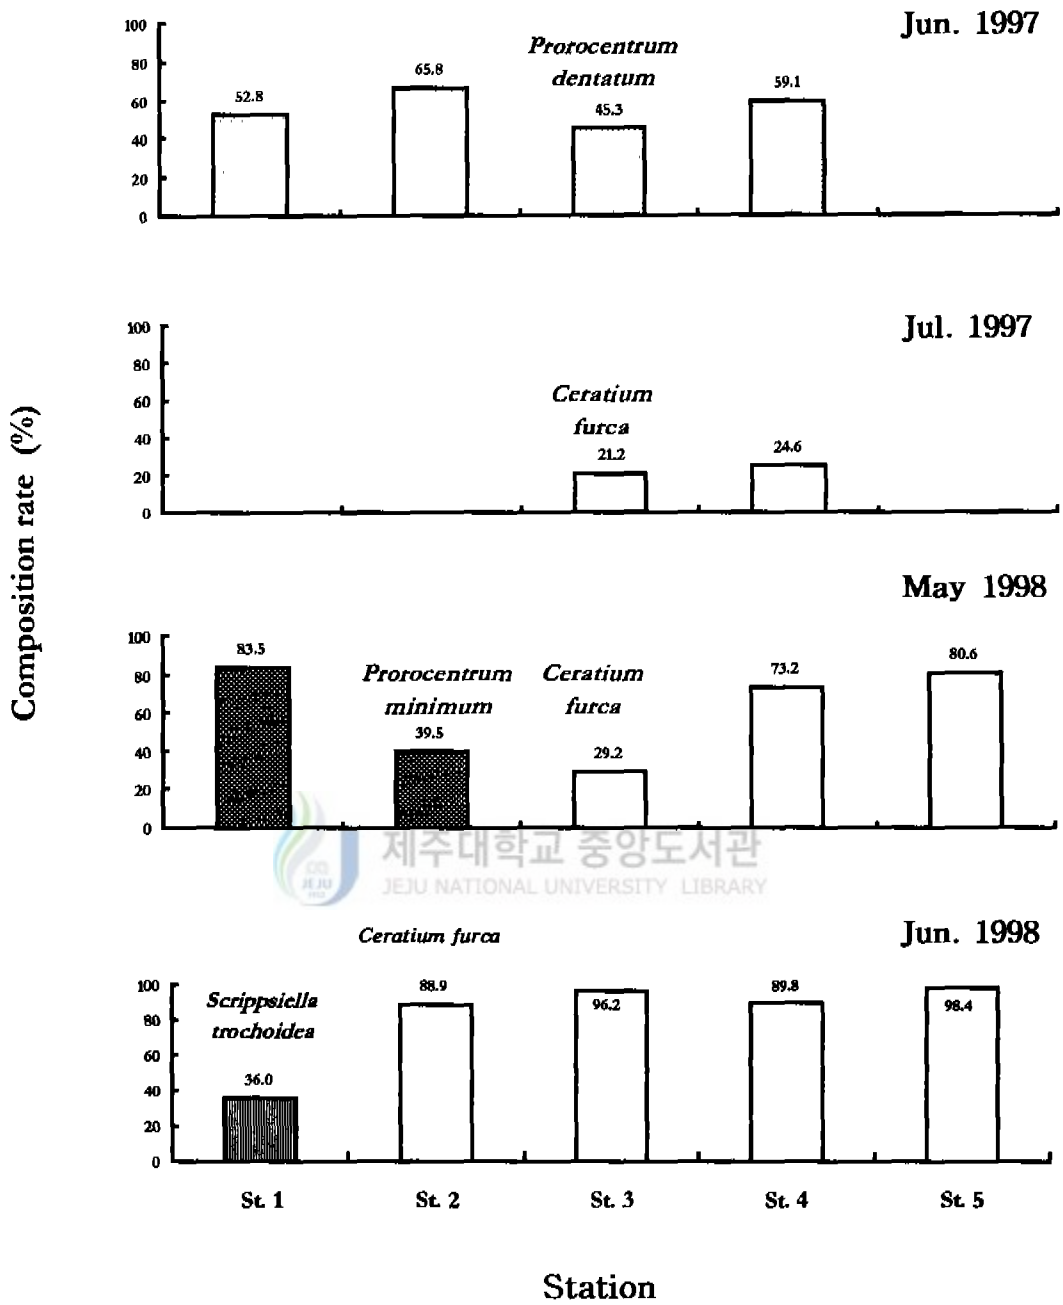 Jun. 1997
100
80
60
40
20
0
52.8
65.8
Prorocentrum
dentatum
45.3
59.1
Jul. 1997
100
80
60
40
20
0
Ceratium
furca
21.2
24.6
Composition rate (%)
May 1998
100
80
60
40
20
0
83.5
Prorocentrum
minimum
39.5
Ceratium
furca
29.2
73.2
80.6
제주대학교 중앙도서관
JEJU NATIONAL UNIVERSITY LIBRARY
JEJU
1952
Jun. 1998
Ceratium furca
100
80
60
40
20
0
Scrippsiella
trochoidea
36.0
88.9
96.2
89.8
98.4
St. 1 St. 2 St. 3 St. 4 St. 5
Station